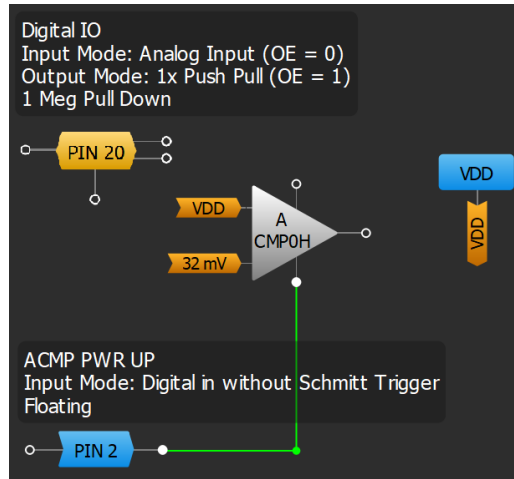 Digital IO
Input Mode: Analog Input (OE = 0)
Output Mode: 1x Push Pull (OE = 1)
1 Meg Pull Down
PIN 20
VDD
VDD
A
CMP0H
32 mV
VDD
ACMP PWR UP
Input Mode: Digital in without Schmitt Trigger
Floating
PIN 2